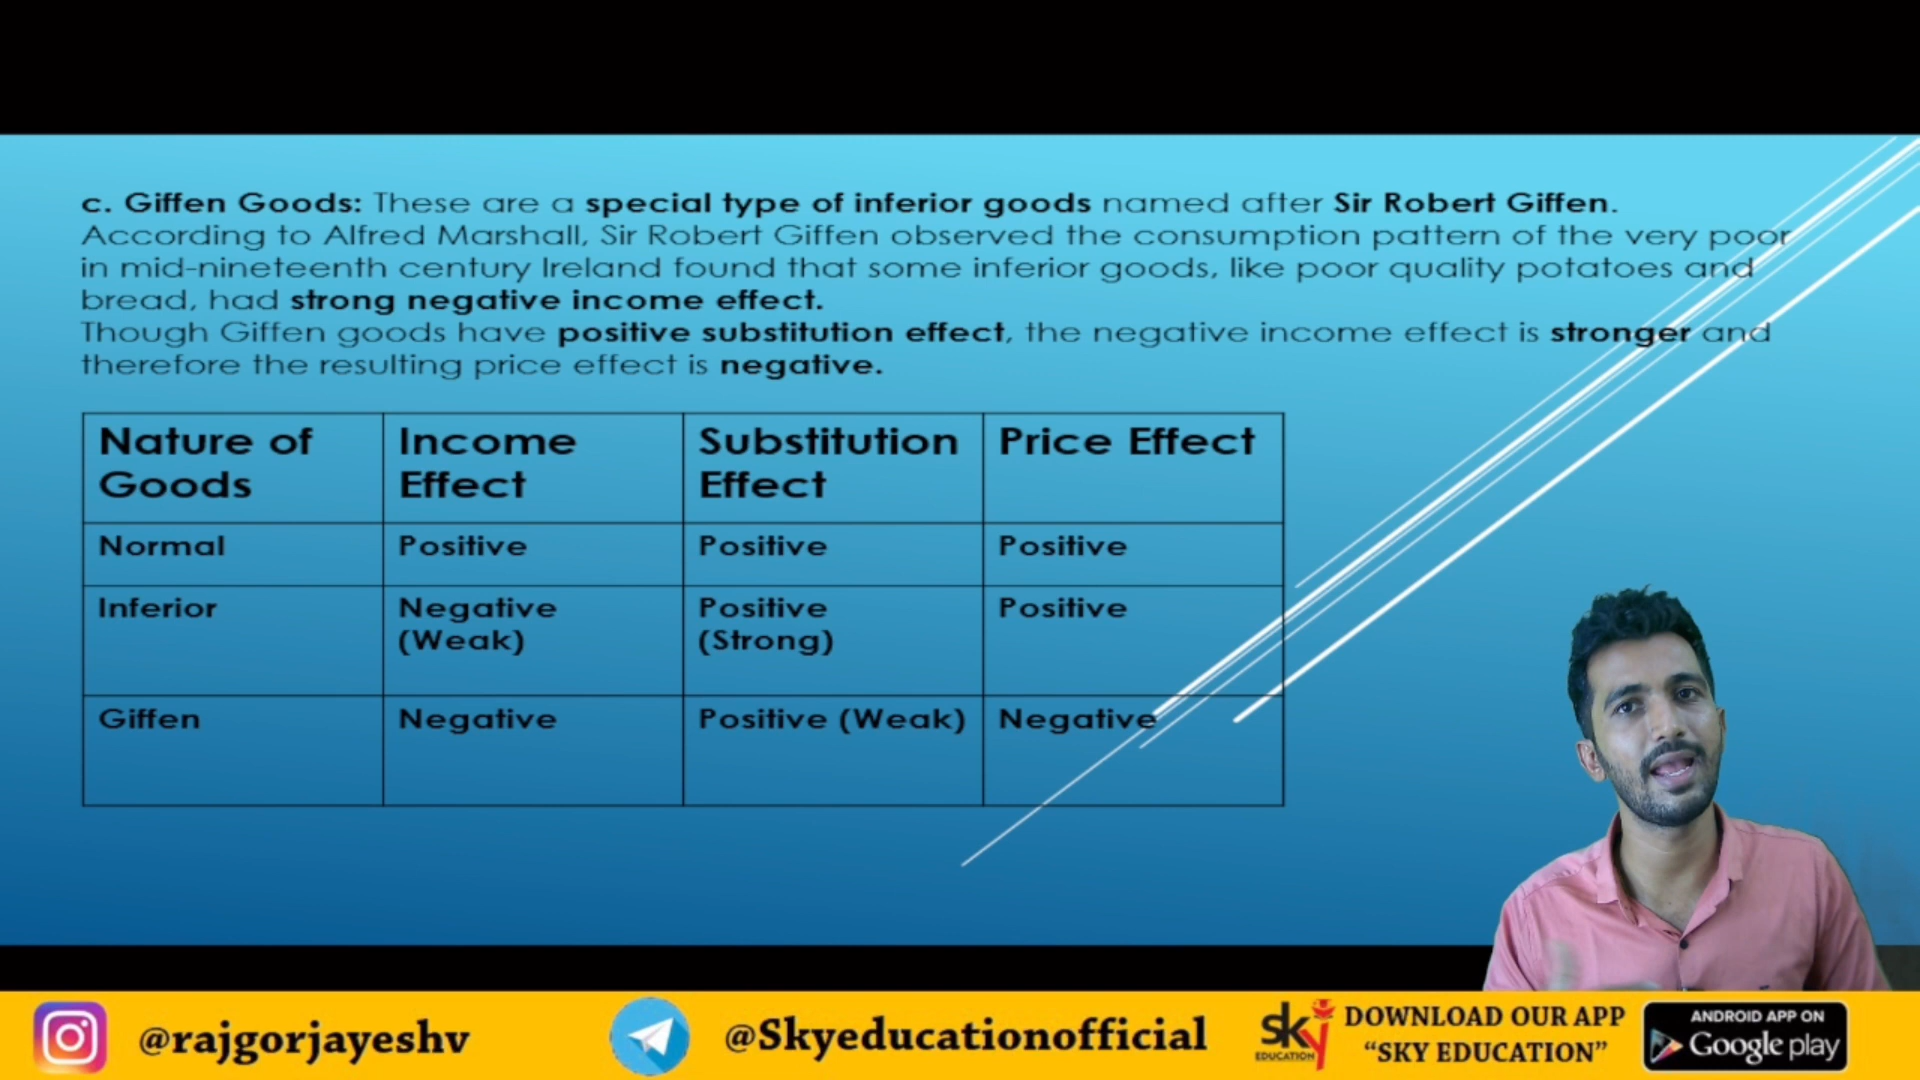 c. Giffen Goods: These are a special type of inferior goods named after Sir Robert Giffen.
According to Alfred Marshall, Sir Robert Giffen observed the consumption pattern of the very poor
in mid-nineteenth century Ireland found that some inferior goods, like poor quality potatoes and
bread, had strong negative income effect.
Though Giffen goods have positive substitution effect, the negative income effect is stronger and
therefore the resulting price effect is negative.
Nature of Goods
Income Effect
Substitution Effect
Price Effect
Normal
Positive
Positive
Positive
Inferior
Negative (Weak)
Positive (Strong)
Positive
Giffen
Negative
Positive (Weak)
Negative
@rajgorjayeshv
@Skyeducationofficial
sky
EDUCATION
DOWNLOAD OUR APP
“SKY EDUCATION”
ANDROID APP ON
Google play